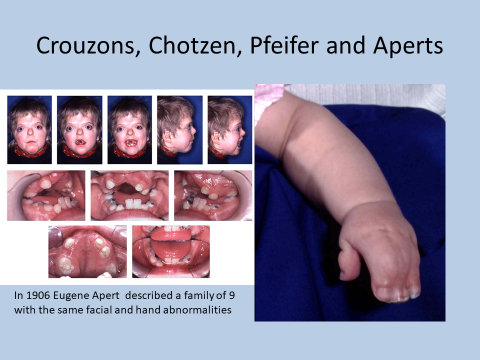 Crouzons, Chotzen, Pfeifer and Aperts
In 1906 Eugene Apert  described a family of 9
with the same facial and hand abnormalities